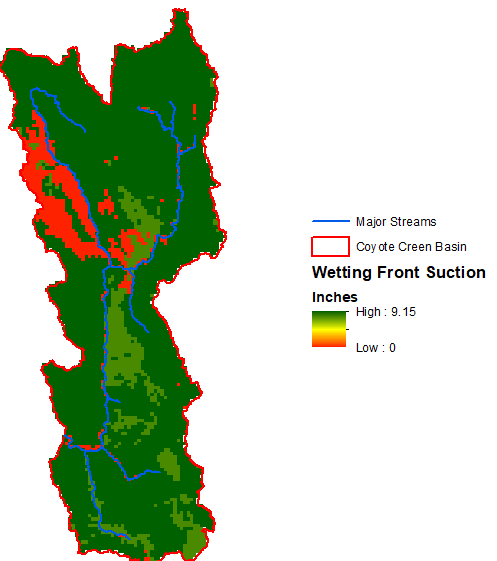 Major Streams
Coyote Creen Basin
Wetting Front Suction
Inches
High : 9.15
Low : 0